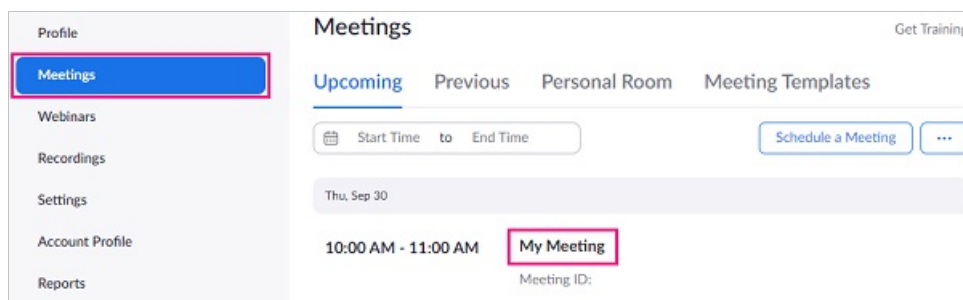 Profile
Meetings
Webinars
Recordings
Settings
Account Profile
Reports
Meetings
Get Training
Upcoming Previous Personal Room Meeting Templates
Start Time to End Time
Schedule a Meeting ...
Thu, Sep 30
10:00 AM - 11:00 AM My Meeting
Meeting ID: